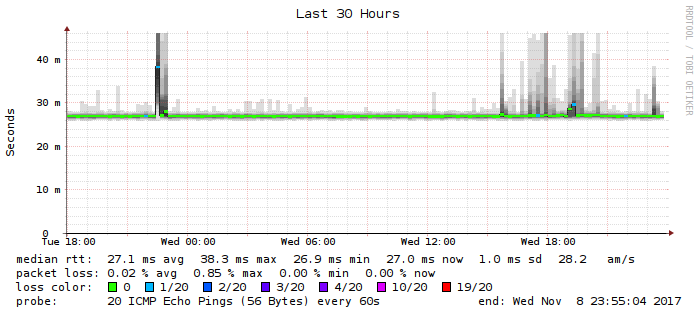 Last 30 Hours
RRDTOOL / TOBI OETIKER
Seconds
40 m
30 m
20 m
10 m
0
Tue 18:00 Wed 00:00 Wed 06:00 Wed 12:00 Wed 18:00
median rtt: 27.1 ms avg 38.3 ms max 26.9 ms min 27.0 ms now 1.0 ms sd 28.2 am/s
packet loss: 0.02 % avg 0.85 % max 0.00 % min 0.00 % now
loss color: 0 1/20 2/20 3/20 4/20 10/20 19/20
probe: 20 ICMP Echo Pings (56 Bytes) every 60s end: Wed Nov 8 23:55:04 2017